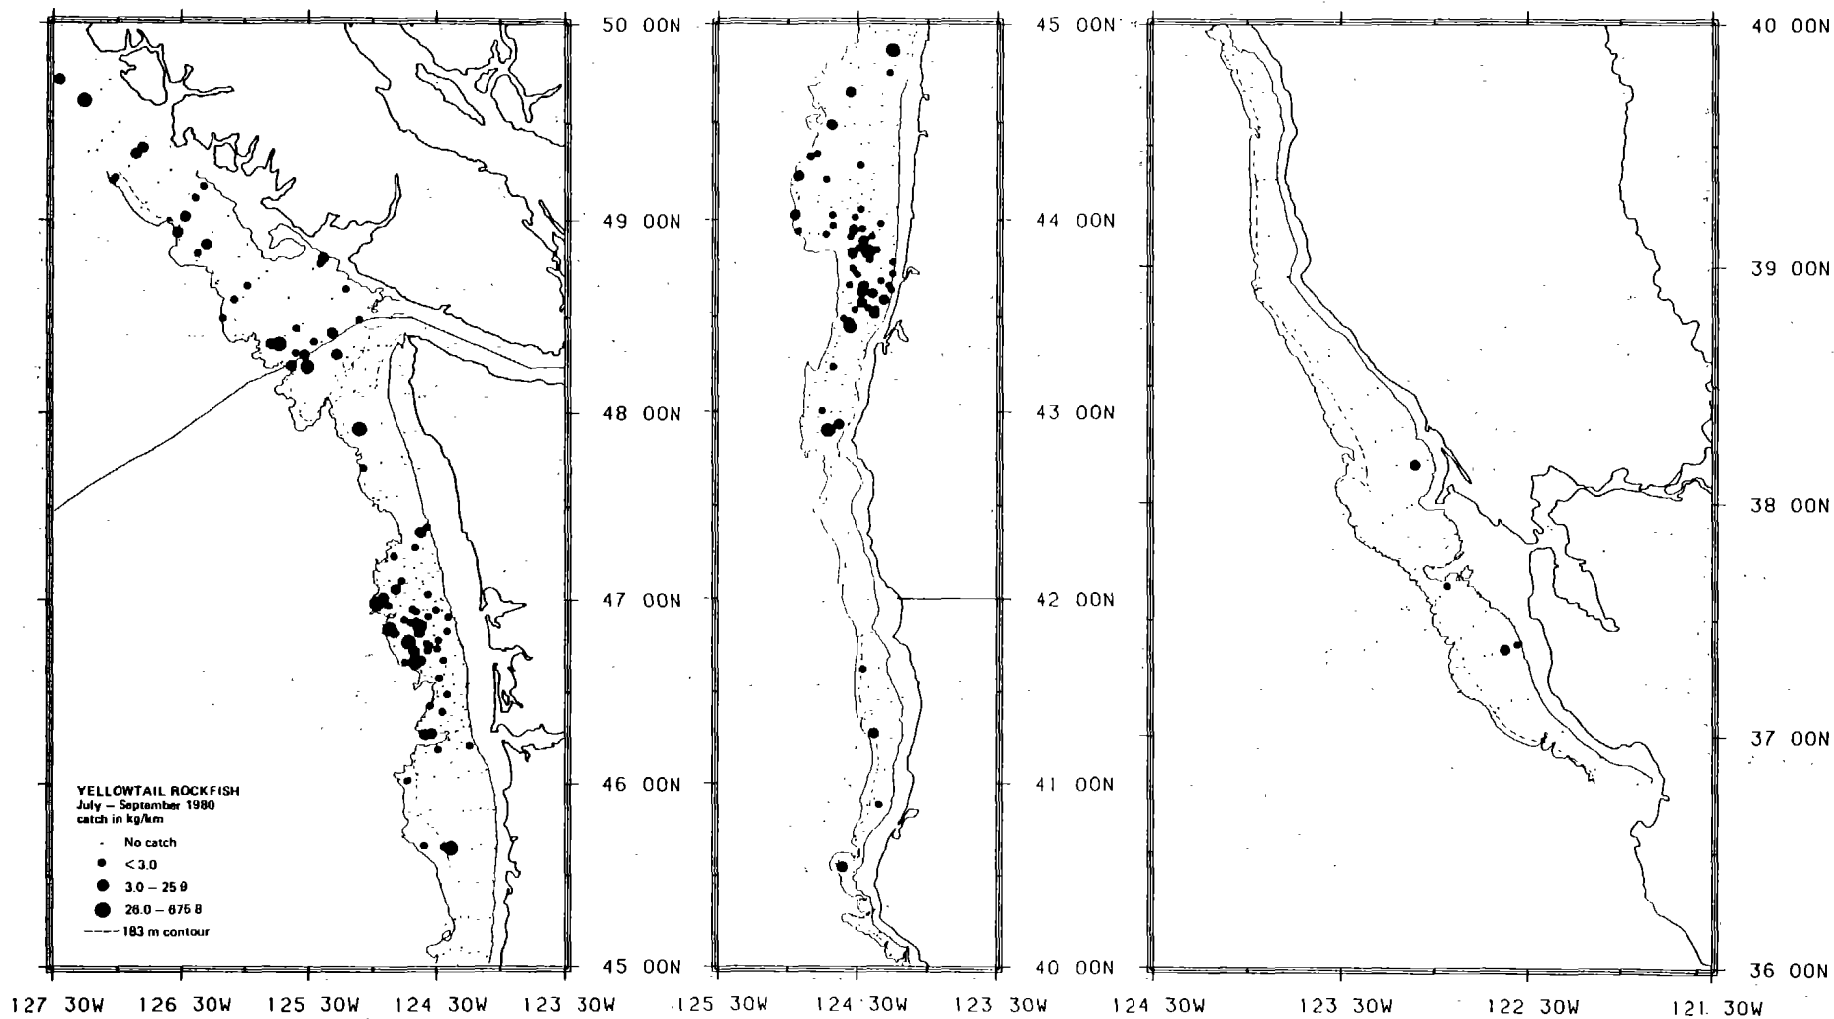 50 00N
49 00N
48 00N
47 00N
46 00N
45 00N
YELLOWTAIL ROCKFISH
July – September 1980
catch in kg/km
No catch
< 3.0
3.0 – 25 9
26.0 – 675 8
183 m contour
127 30W 126 30W 125 30W 124 30W 123 30W
45 00N
44 00N
43 00N
42 00N
41 00N
40 00N
125 30W 124 30W 123 30W
40 00N
39 00N
38 00N
37 00N
36 00N
124 30W 123 30W 122 30W 121. 30W